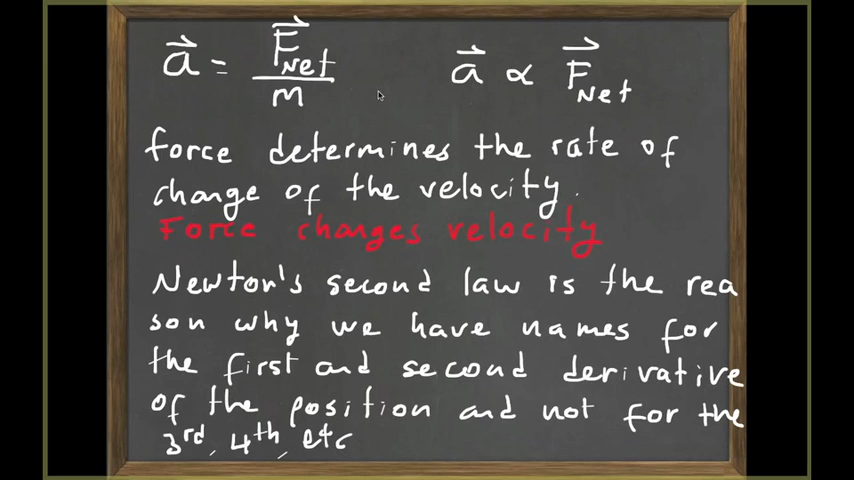 a⃗ = F⃗Net / m    a⃗ ∝ F⃗Net
force determines the rate of
change of the velocity.
Force changes velocity
Newton's second law is the rea
son why we have names for
the first and second derivative
of the position and not for the
3rd, 4th, etc